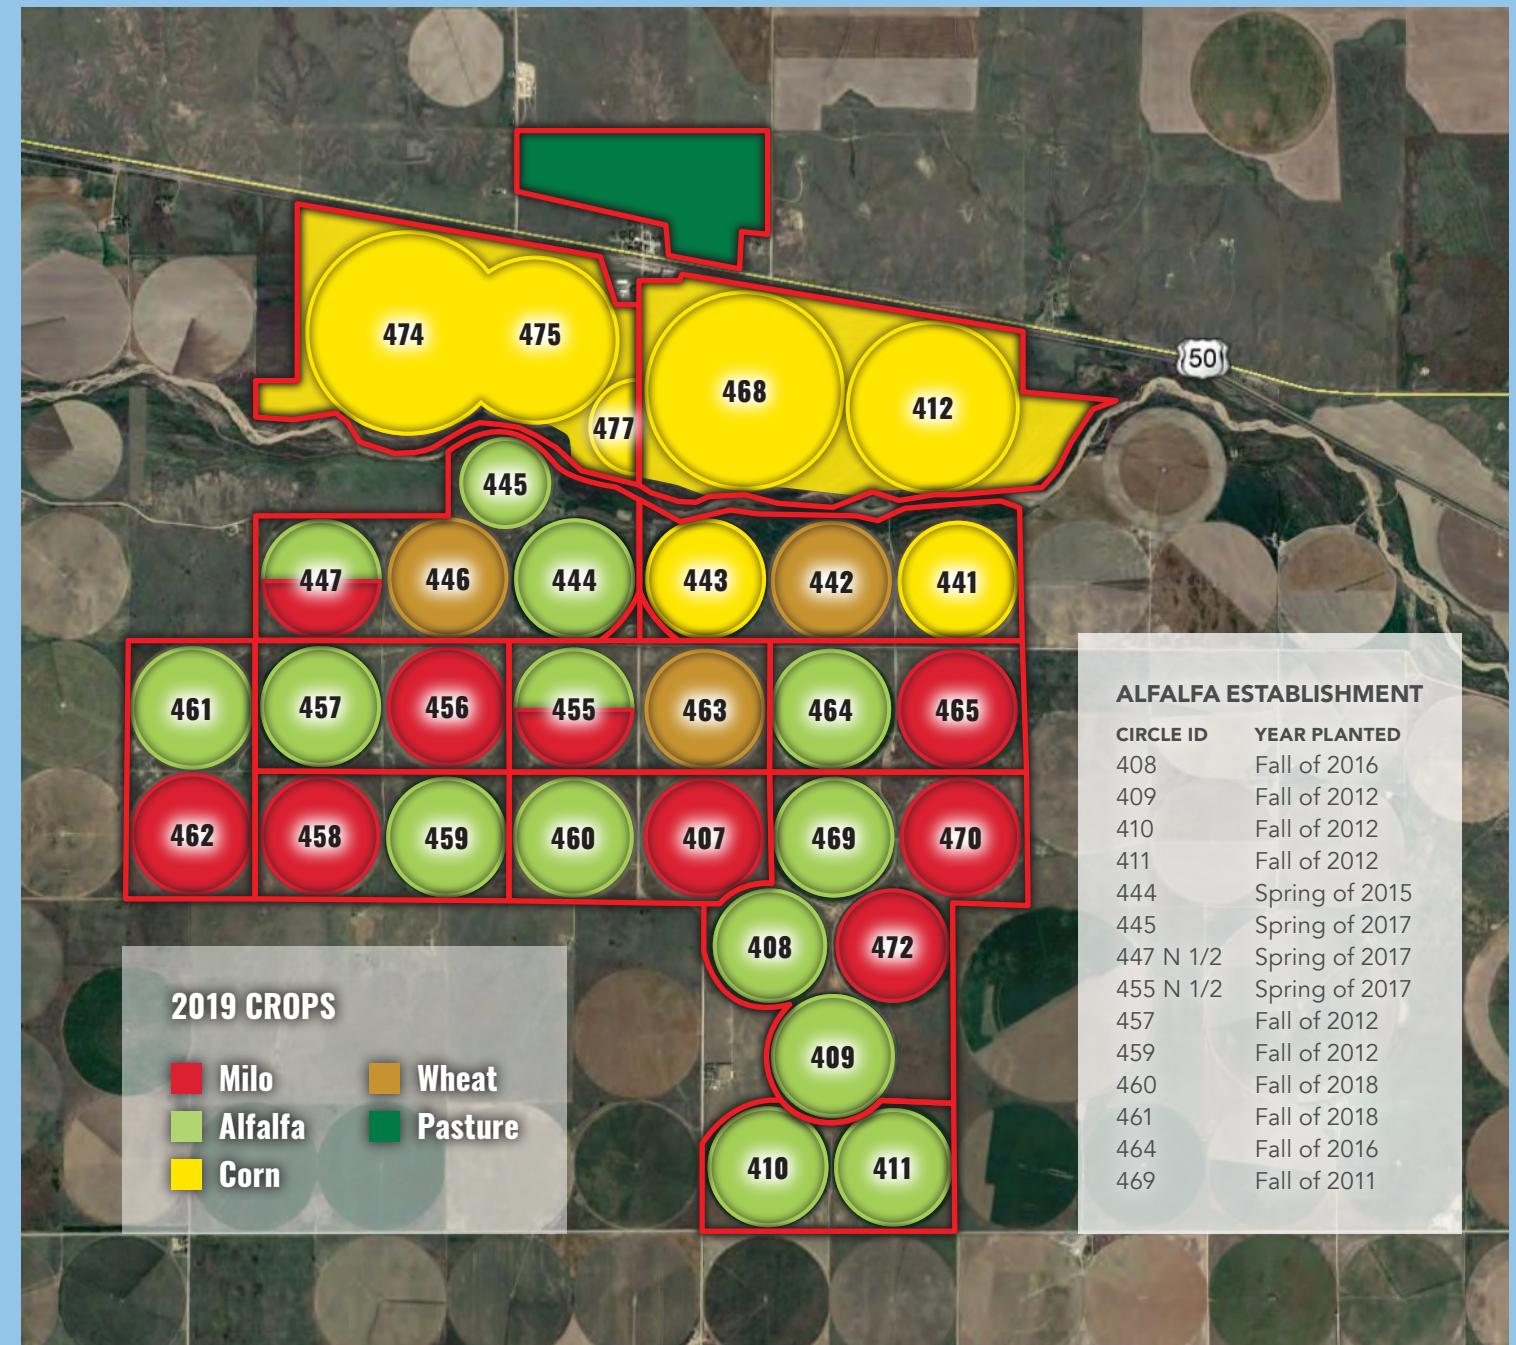 474
475
468
412
477
50
445
447
446
444
443
442
441
461
457
456
455
463
464
465
462
458
459
460
407
469
470
408
472
409
410
411
2019 CROPS
Milo
Alfalfa
Corn
Wheat
Pasture
ALFALFA ESTABLISHMENT
CIRCLE ID YEAR PLANTED
408 Fall of 2016
409 Fall of 2012
410 Fall of 2012
411 Fall of 2012
444 Spring of 2015
445 Spring of 2017
447 N 1/2 Spring of 2017
455 N 1/2 Spring of 2017
457 Fall of 2012
459 Fall of 2012
460 Fall of 2018
461 Fall of 2018
464 Fall of 2016
469 Fall of 2011